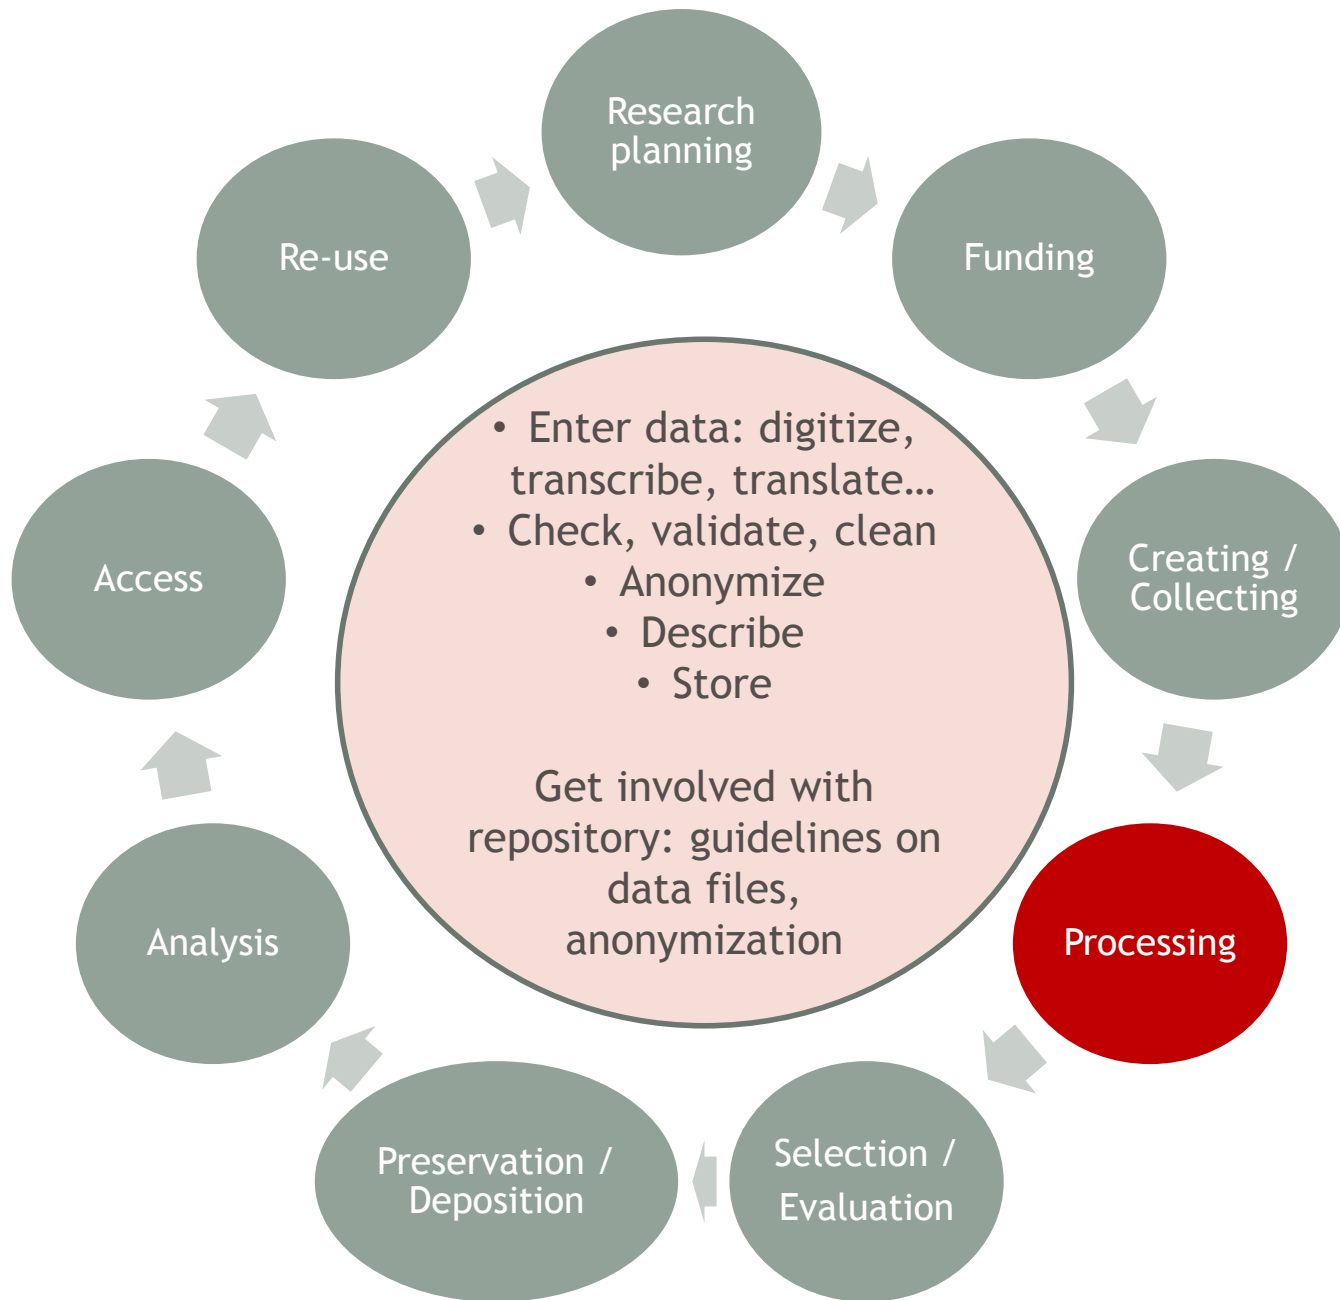 Research
planning
Funding
Creating /
Collecting
Processing
Selection /
Evaluation
Preservation /
Deposition
Analysis
Access
Re-use
• Enter data: digitize,
transcribe, translate…
• Check, validate, clean
• Anonymize
• Describe
• Store
Get involved with
repository: guidelines on
data files,
anonymization